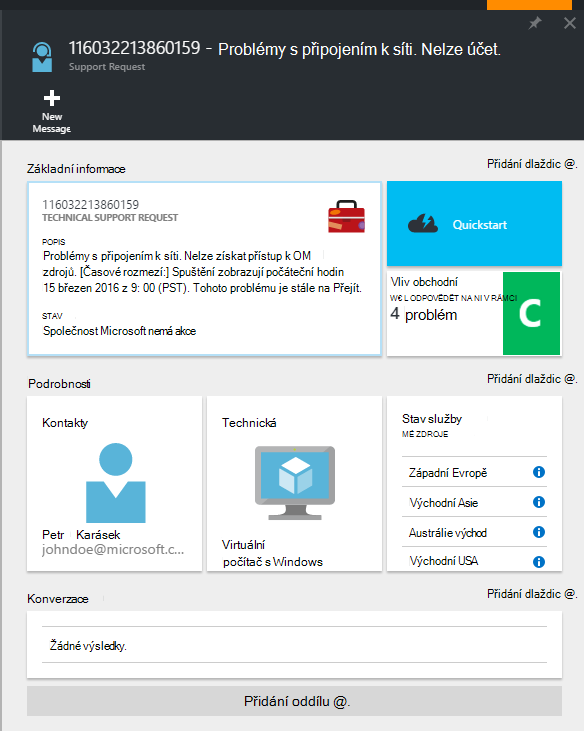 116032213860159 - Problémy s připojením k síti. Nelze účet.
Support Request
New
Message
Základní informace
Přidání dlaždic @.
116032213860159
TECHNICAL SUPPORT REQUEST
POPIS
Problémy s připojením k síti. Nelze získat přístup k OM
zdrojů. [Časové rozmezí:] Spuštění zobrazují počáteční hodin
15 březen 2016 z 9: 00 (PST). Tohoto problému je stále na Přejít.
STAV
Společnost Microsoft nemá akce
Quickstart
Vliv obchodní
W€ L ODPOVĚDĚT NA NI V RÁMCI
4 problém
C
Podrobnosti
Přidání dlaždic @.
Kontakty
Petr Karásek
johndoe@microsoft.c...
Technická
Virtuální
počítač s Windows
Stav služby
MÉ ZDROJE
Západní Evropě
Východní Asie
Austrálie východ
Východní USA
Konverzace
Přidání dlaždic @.
Žádné výsledky.
Přidání oddílu @.